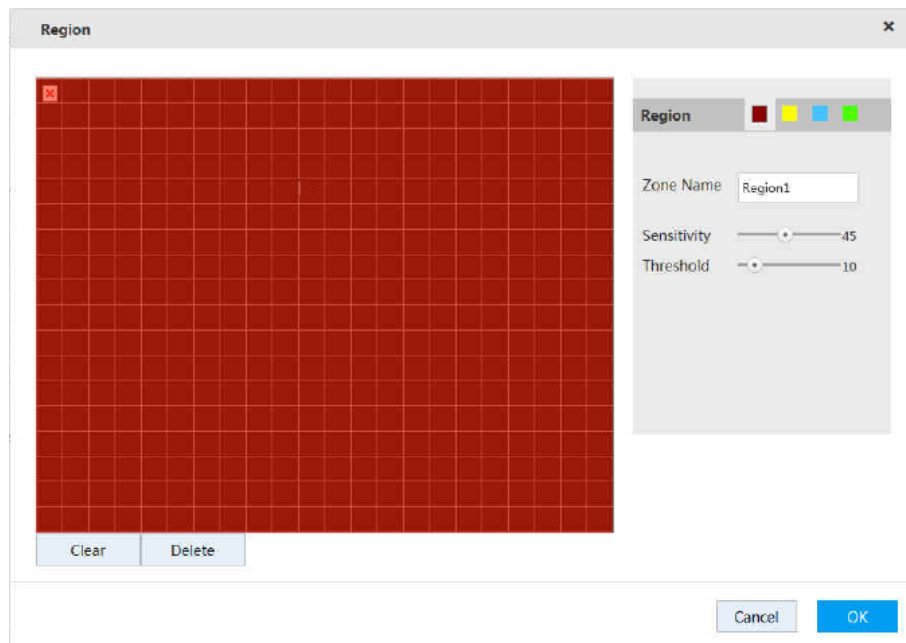 Region
Region
Zone Name Region1
Sensitivity 45
Threshold 10
Clear Delete
Cancel OK